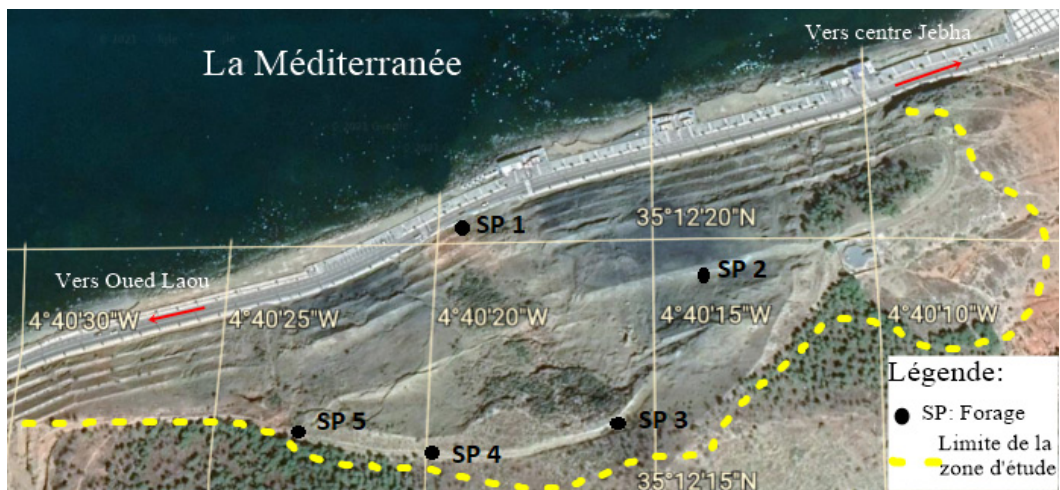 Vers centre Jebha
La Méditerranée
SP 1
35°12'20"N
SP 2
Vers Oued Laou
4°40'30"W
4°40'25"W
4°40'20"W
4°40'15"W
4°40'10"W
Légende:
SP: Forage
Limite de la
zone d'étude
SP 5
SP 3
SP 4
35°12'15"N